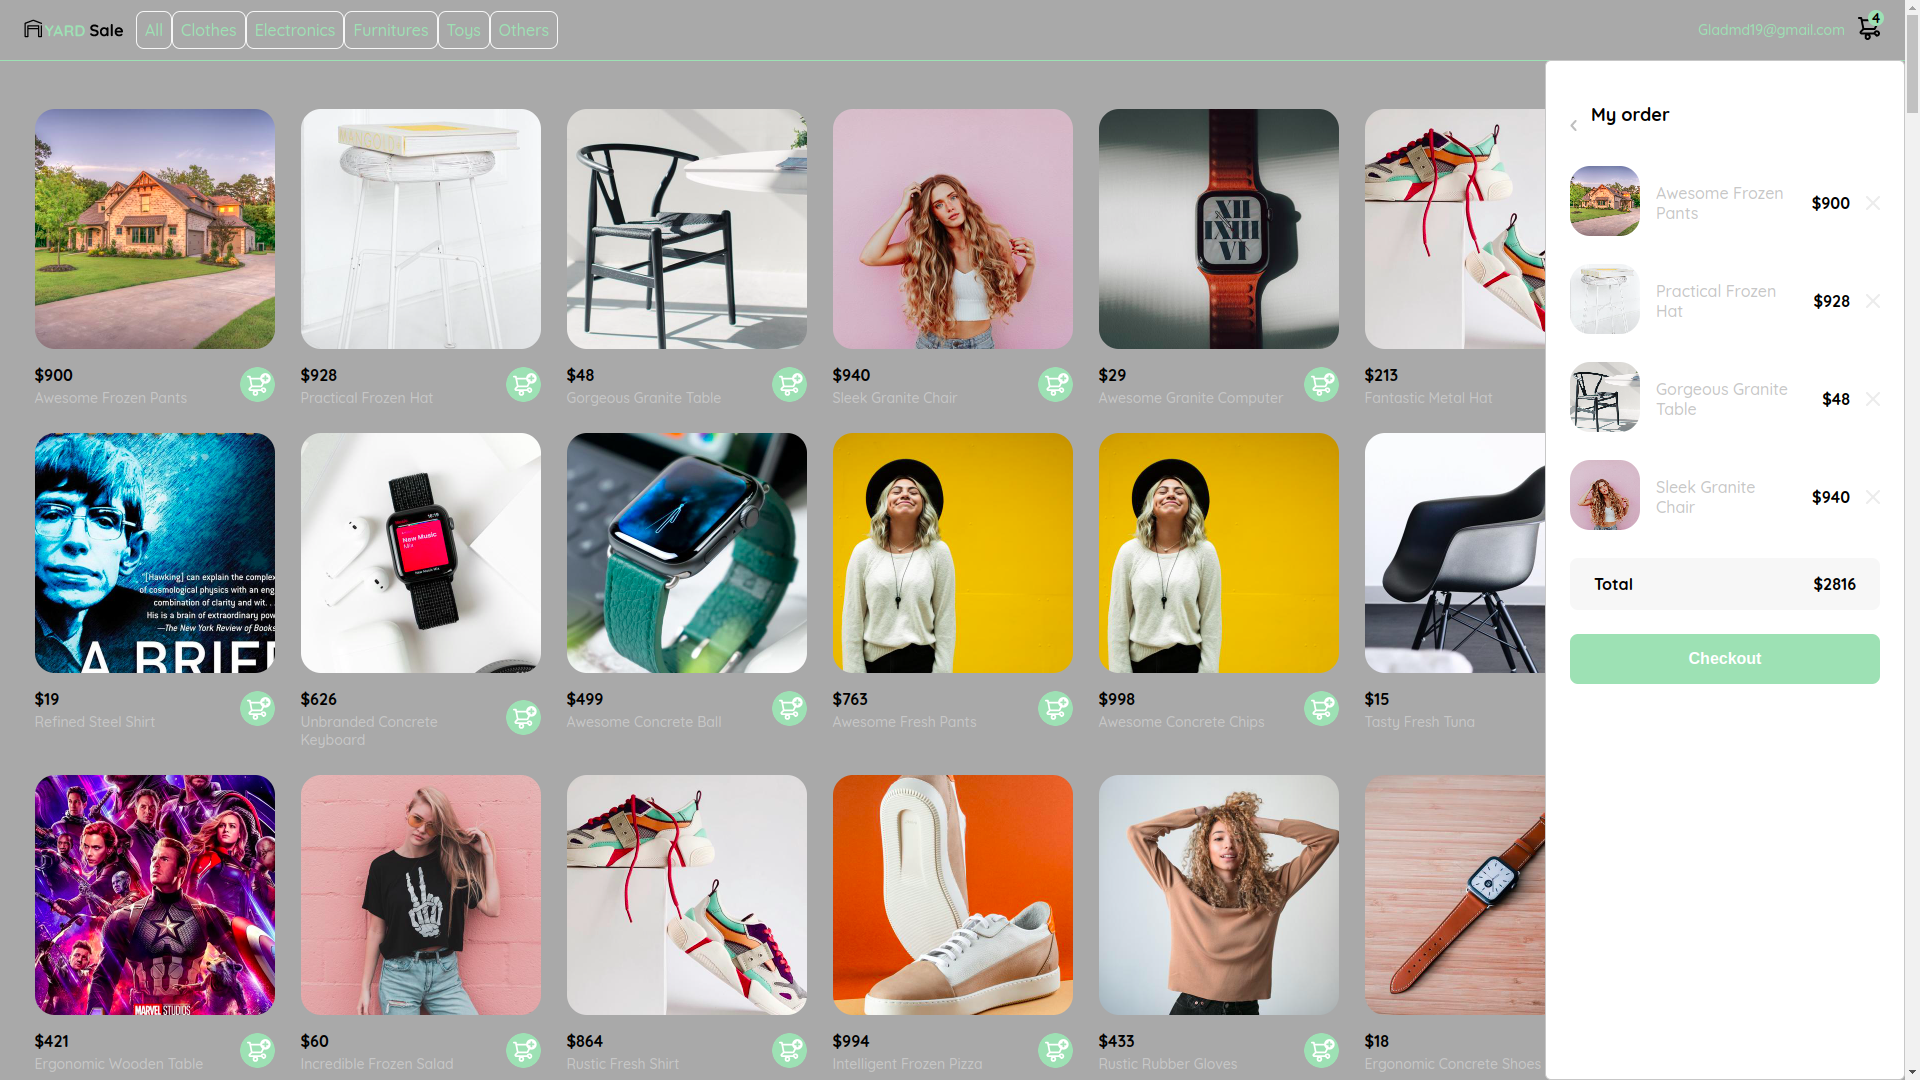 YARD Sale
All
Clothes
Electronics
Furnitures
Toys
Others
Gladmd19@gmail.com
4
My order
Awesome Frozen
Pants
$900
Practical Frozen
Hat
$928
Gorgeous Granite
Table
$48
Sleek Granite
Chair
$940
Total
$2816
Checkout
$900
Awesome Frozen Pants
$928
Practical Frozen Hat
$48
Gorgeous Granite Table
$940
Sleek Granite Chair
XII
VI
$29
Awesome Granite Computer
$213
Fantastic Metal Hat
"[Hawking] can explain the complex
of cosmological physics with an eng
combination of clarity and wit. . .
His is a brain of extraordinary pow
—The New York Review of Books
A BRIEF
$19
Refined Steel Shirt
New Music
$626
Unbranded Concrete
Keyboard
$499
Awesome Concrete Ball
$763
Awesome Fresh Pants
$998
Awesome Concrete Chips
$15
Tasty Fresh Tuna
MARVEL STUDIOS
$421
Ergonomic Wooden Table
$60
Incredible Frozen Salad
$864
Rustic Fresh Shirt
$994
Intelligent Frozen Pizza
$433
Rustic Rubber Gloves
$18
Ergonomic Concrete Shoes